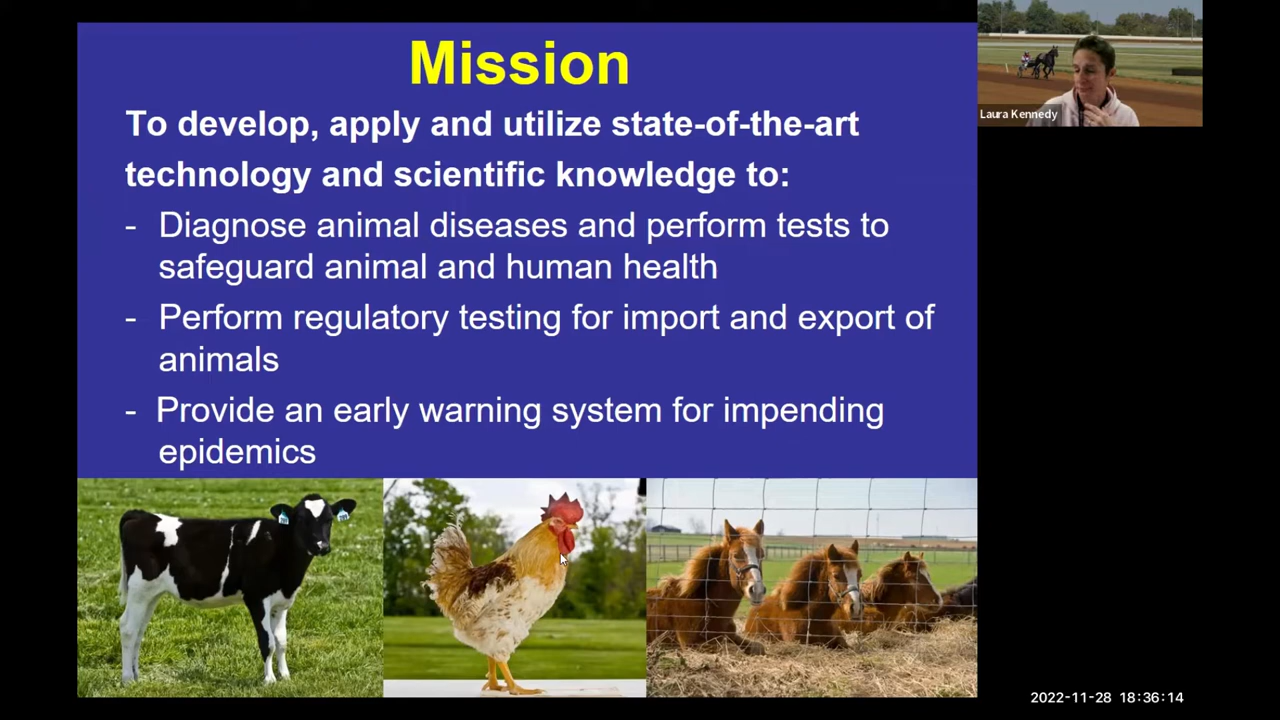 Mission
To develop, apply and utilize state-of-the-art
technology and scientific knowledge to:
- Diagnose animal diseases and perform tests to
safeguard animal and human health
- Perform regulatory testing for import and export of
animals
- Provide an early warning system for impending
epidemics
Laura Kennedy
2022-11-28 18:36:14